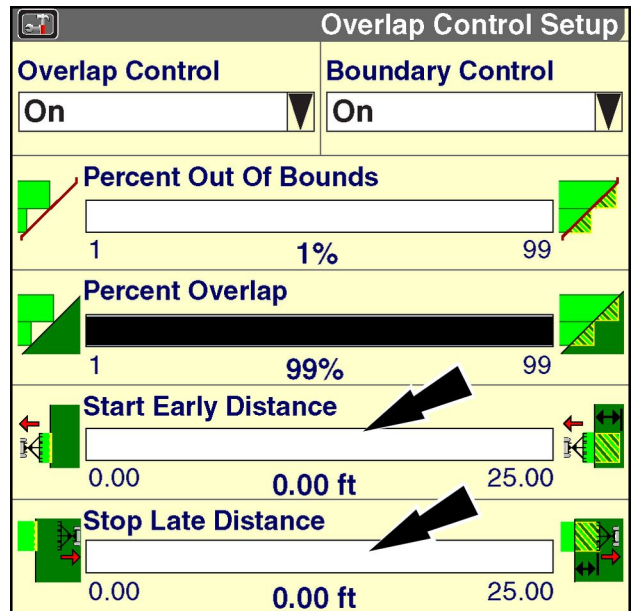 Overlap Control Setup
Overlap Control
Boundary Control
On
On
Percent Out Of Bounds
1 1% 99
Percent Overlap
1 99% 99
Start Early Distance
0.00 0.00 ft 25.00
Stop Late Distance
0.00 0.00 ft 25.00